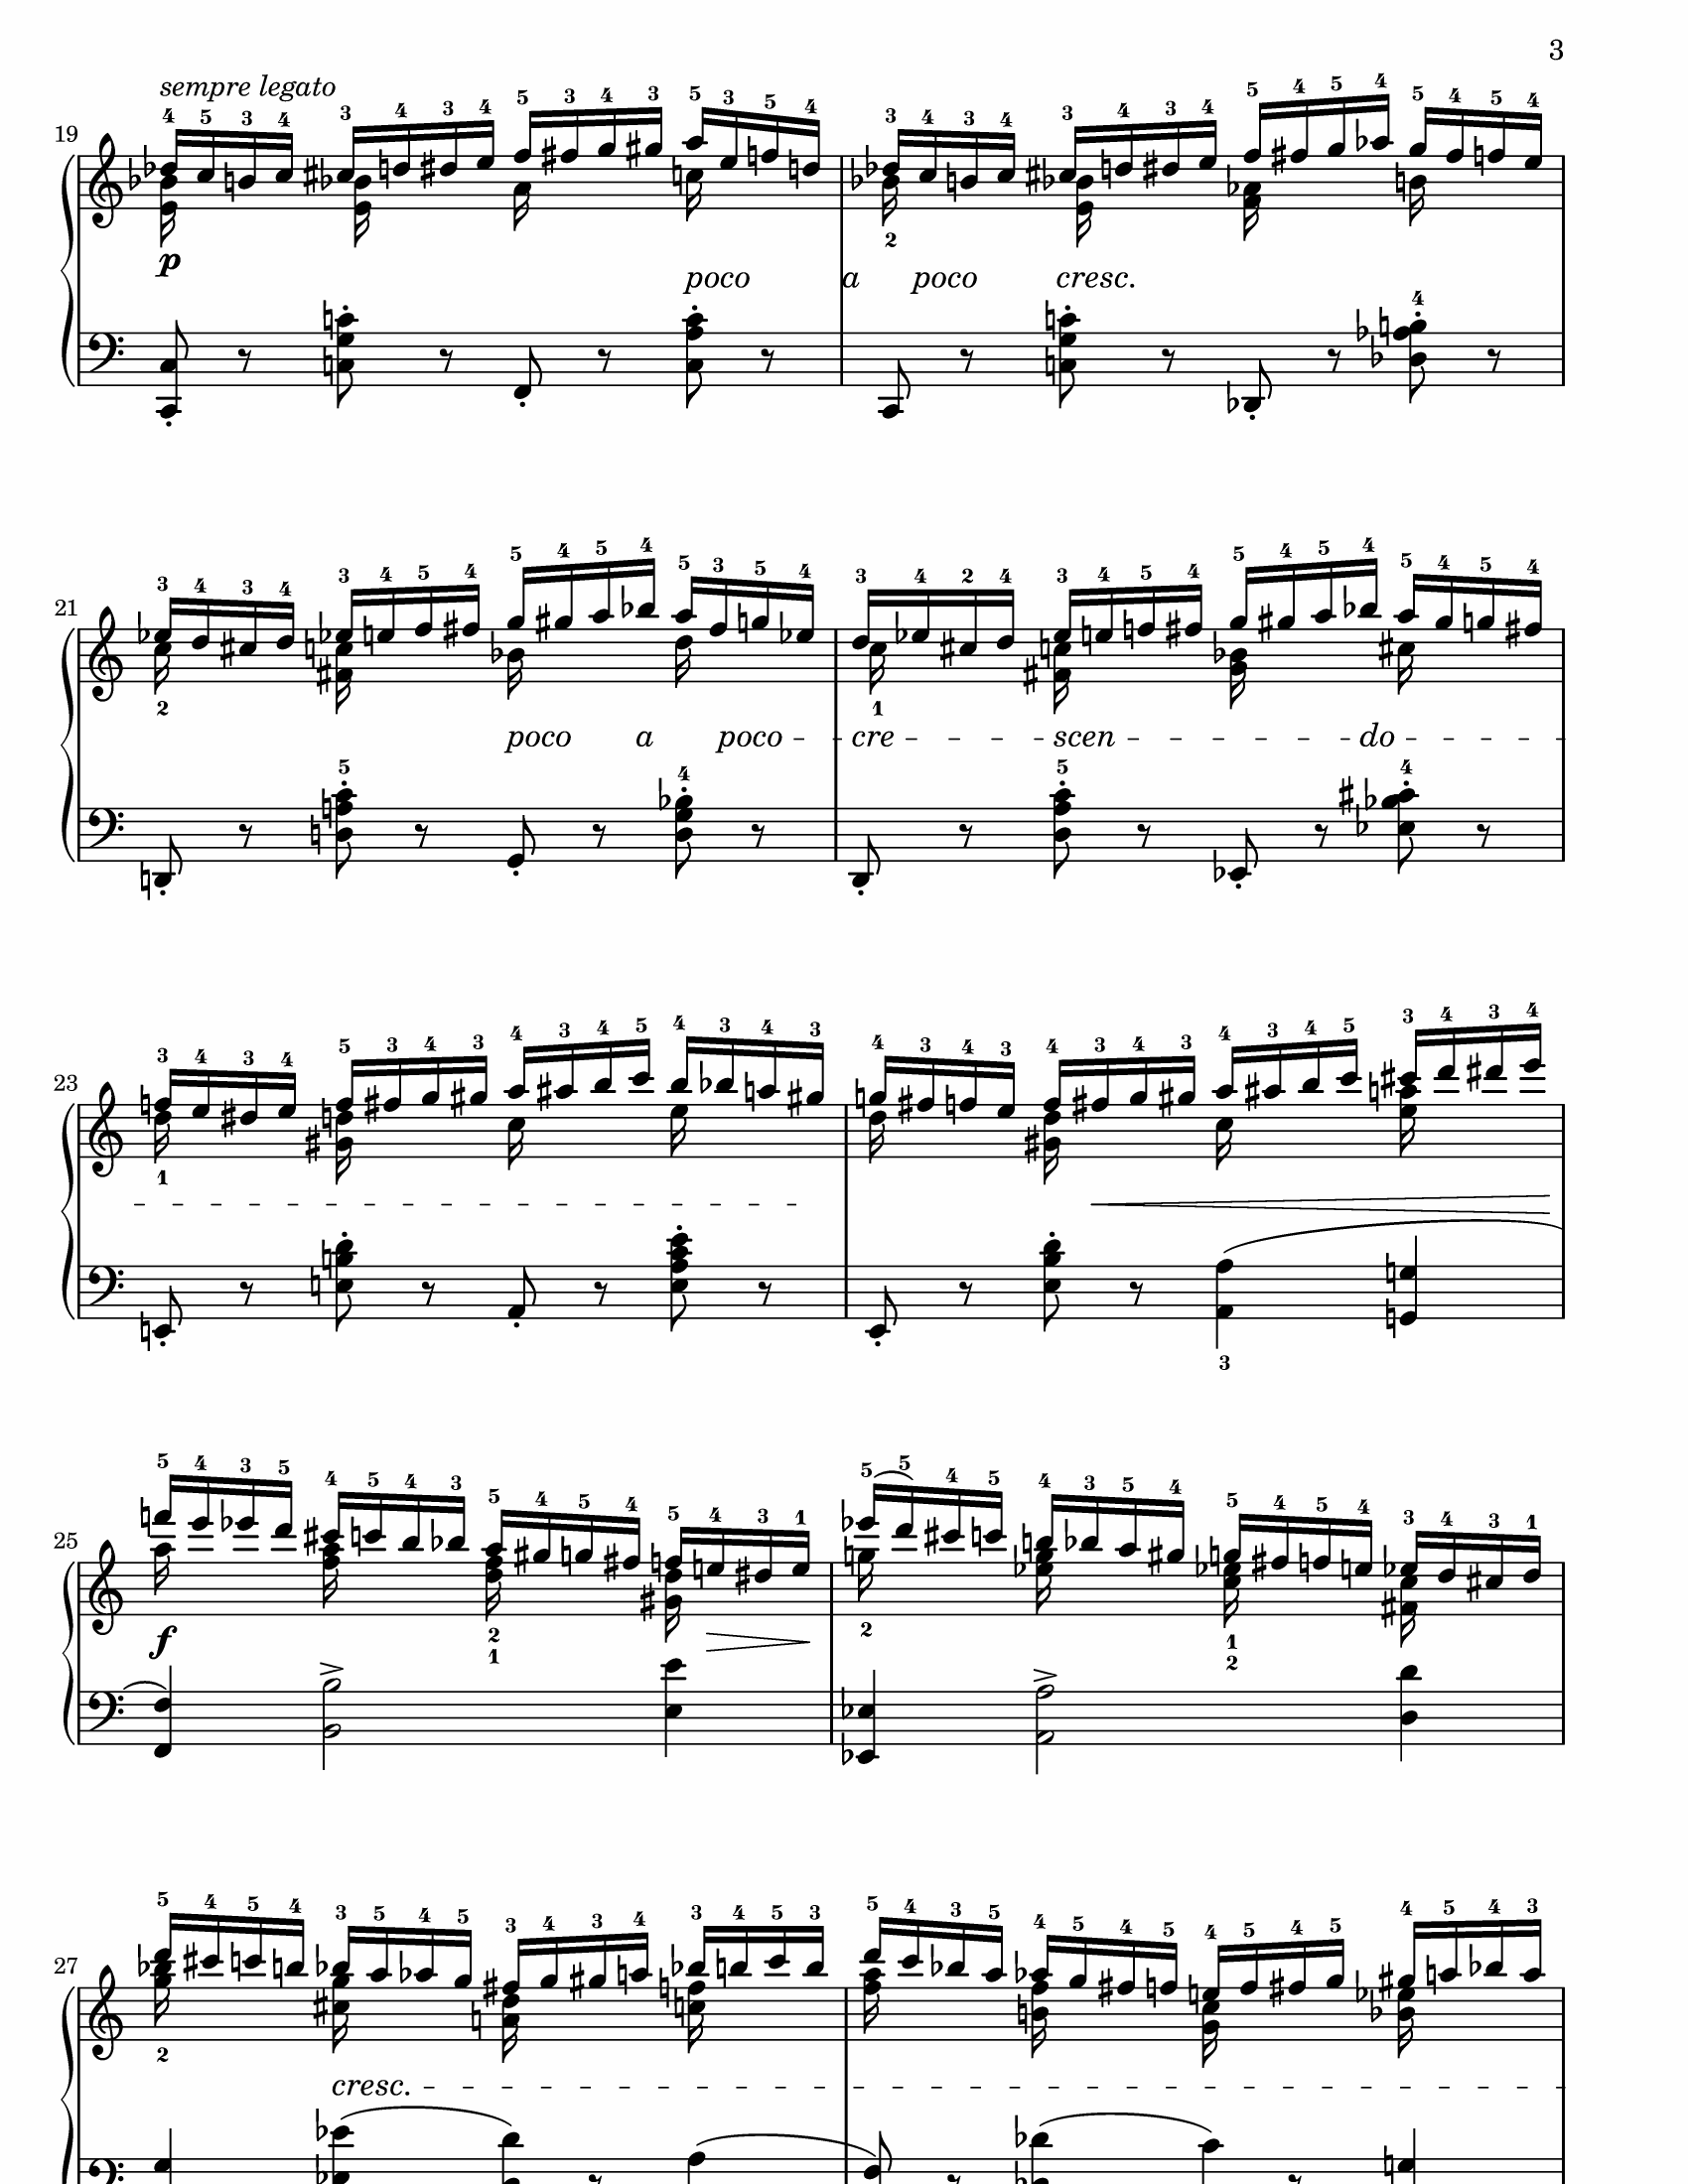 3
sempre legato
4 5 3 4 3 4 3 4 5 3 4 3 5 3 5 4 3 4 3 4 3 4 3 4 5 4 5 4 5 4 5 4
19
2
p
poco a poco cresc.
4
3 4 3 4 3 4 5 4 5 4 5 4 5 3 5 4 3 4 2 4 3 4 5 4 5 4 5 4 5 4 5 4
21
2 1
poco a poco – cre – scen – do –
5 4 5 4
3 4 3 4 5 3 4 3 4 3 4 5 4 3 4 3 4 3 4 3 4 3 4 3 4 3 4 5 3 4 3 4
23
1
3
5 4 3 5 4 5 4 3 5 4 5 4 5 4 3 1 5 5 4 5 4 3 5 4 5 4 5 4 3 4 3 1
25
2 2 1
1 2
f
5 4 5 4 3 5 4 5 3 4 3 4 3 4 5 3 5 4 3 5 4 5 4 5 4 5 4 5 4 5 4 3
27
2
cresc. –